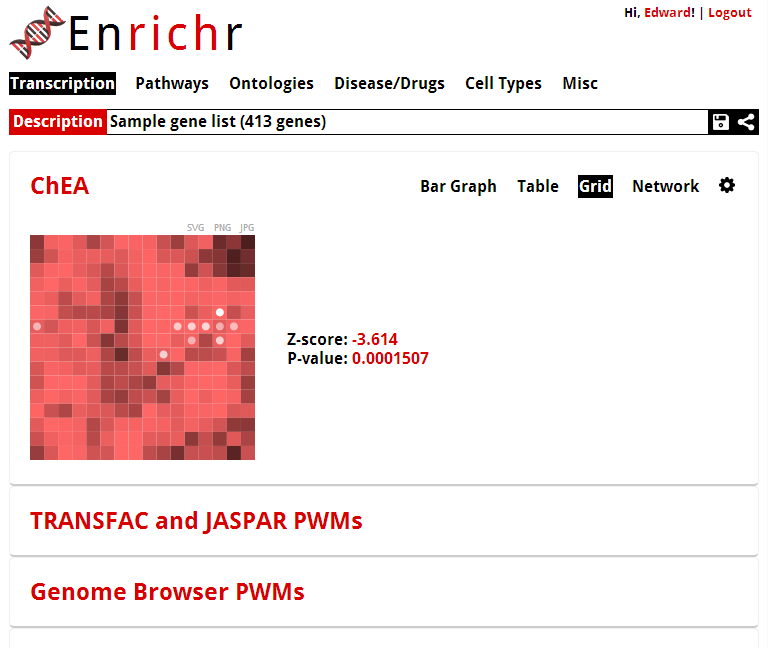 Enrichr
Hi, Edward! | Logout
Transcription Pathways Ontologies Disease/Drugs Cell Types Misc
Description Sample gene list (413 genes)
ChEA
Bar Graph Table Grid Network
SVG PNG JPG
Z-score: -3.614
P-value: 0.0001507
TRANSFAC and JASPAR PWMs
Genome Browser PWMs